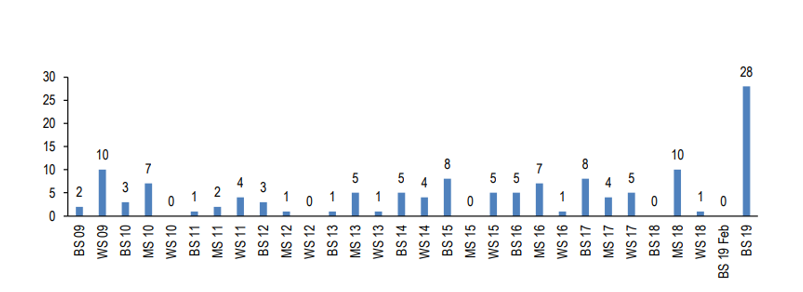 28
30
25
20
15
10
5
0
2
10
3
7
0
1
2
4
3
1
0
1
5
1
5
4
8
0
5
5
7
1
8
4
5
0
10
1
0
BS 09
WS 09
BS 10
MS 10
WS 10
BS 11
MS 11
WS 11
BS 12
MS 12
WS 12
BS 13
MS 13
WS 13
BS 14
WS 14
BS 15
MS 15
WS 15
BS 16
MS 16
WS 16
BS 17
MS 17
WS 17
BS 18
MS 18
WS 18
BS 19 Feb
BS 19